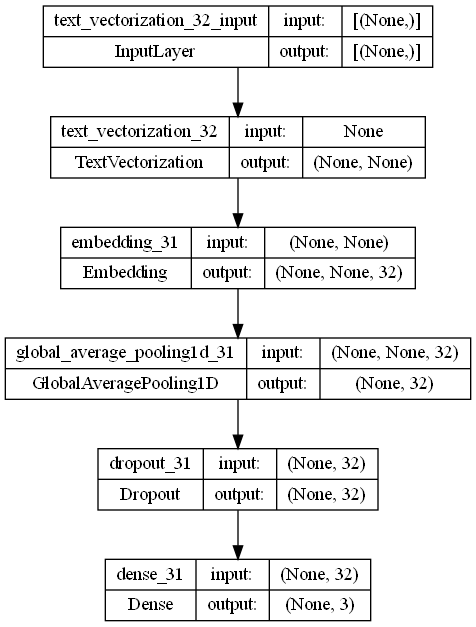 text_vectorization_32_input input: [(None,)]
InputLayer output: [(None,)]
text_vectorization_32 input: None
TextVectorization output: (None, None)
embedding_31 input: (None, None)
Embedding output: (None, None, 32)
global_average_pooling1d_31 input: (None, None, 32)
GlobalAveragePooling1D output: (None, 32)
dropout_31 input: (None, 32)
Dropout output: (None, 32)
dense_31 input: (None, 32)
Dense output: (None, 3)